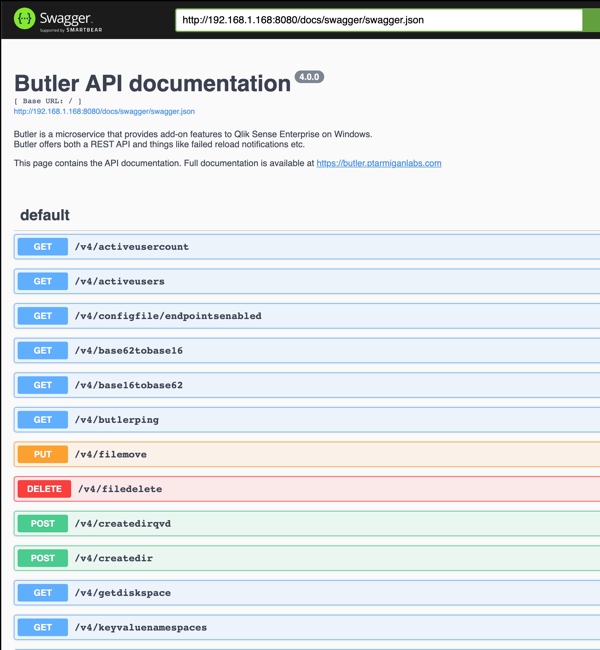 {···} Swagger
Supported by SMARTBEAR
http://192.168.1.168:8080/docs/swagger/swagger.json
Butler API documentation 4.0.0
[ Base URL: / ]
http://192.168.1.168:8080/docs/swagger/swagger.json
Butler is a microservice that provides add-on features to Qlik Sense Enterprise on Windows.
Butler offers both a REST API and things like failed reload notifications etc.
This page contains the API documentation. Full documentation is available at https://butler.ptarmiganlabs.com
default
GET /v4/activeusercount
GET /v4/activeusers
GET /v4/configfile/endpointsenabled
GET /v4/base62tobase16
GET /v4/base16tobase62
GET /v4/butlerping
PUT /v4/filemove
DELETE /v4/filedelete
POST /v4/createdirqvd
POST /v4/createdir
GET /v4/getdiskspace
GET /v4/keyvaluenamespaces